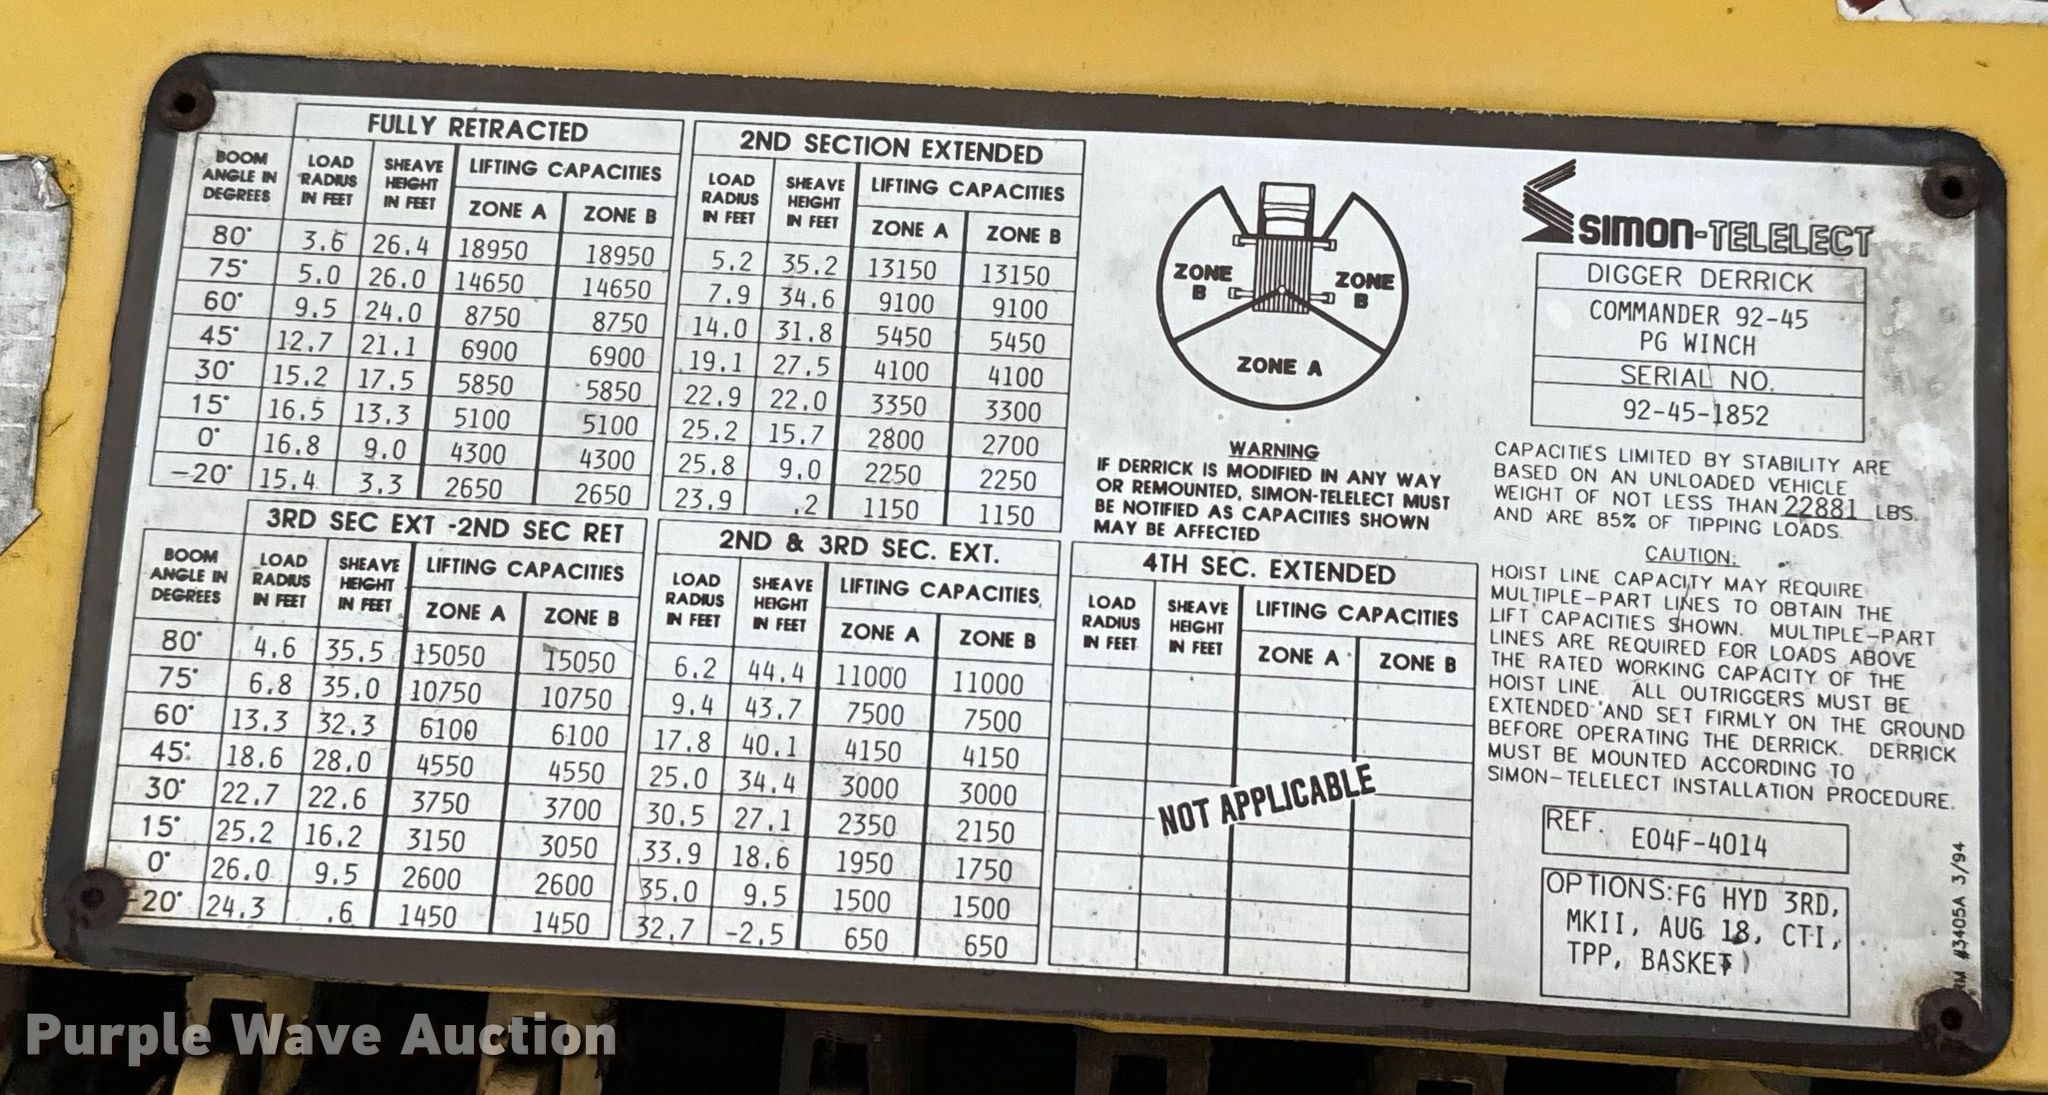 FULLY RETRACTED
BOOM ANGLE IN DEGREES | LOAD RADIUS IN FEET | SHEAVE HEIGHT IN FEET | LIFTING CAPACITIES
ZONE A | ZONE B
80° 3.6 26.4 18950 18950
75° 5.0 26.0 14650 14650
60° 9.5 24.0 8750 8750
45° 12.7 21.1 6900 6900
30° 15.2 17.5 5850 5850
15° 16.5 13.3 5100 5100
0° 16.8 9.0 4300 4300
-20° 15.4 3.3 2650 2650
2ND SECTION EXTENDED
LOAD RADIUS IN FEET | SHEAVE HEIGHT IN FEET | LIFTING CAPACITIES
ZONE A | ZONE B
5.2 35.2 13150 13150
7.9 34.6 9100 9100
14.0 31.8 5450 5450
19.1 27.5 4100 4100
22.9 22.0 3350 3300
25.2 15.7 2800 2700
25.8 9.0 2250 2250
23.9 .2 1150 1150
3RD SEC EXT -2ND SEC RET
BOOM ANGLE IN DEGREES | LOAD RADIUS IN FEET | SHEAVE HEIGHT IN FEET | LIFTING CAPACITIES
ZONE A | ZONE B
80° 4.6 35.5 15050 15050
75° 6.8 35.0 10750 10750
60° 13.3 32.3 6100 6100
45° 18.6 28.0 4550 4550
30° 22.7 22.6 3750 3700
15° 25.2 16.2 3150 3050
0° 26.0 9.5 2600 2600
-20° 24.3 .6 1450 1450
2ND & 3RD SEC. EXT.
LOAD RADIUS IN FEET | SHEAVE HEIGHT IN FEET | LIFTING CAPACITIES
ZONE A | ZONE B
6.2 44.4 11000 11000
9.4 43.7 7500 7500
17.8 40.1 4150 4150
25.0 34.4 3000 3000
30.5 27.1 2350 2150
33.9 18.6 1950 1750
35.0 9.5 1500 1500
32.7 -2.5 650 650
4TH SEC. EXTENDED
LOAD RADIUS IN FEET | SHEAVE HEIGHT IN FEET | LIFTING CAPACITIES
ZONE A | ZONE B
NOT APPLICABLE
ZONE B
ZONE B
ZONE A
WARNING
IF DERRICK IS MODIFIED IN ANY WAY
OR REMOUNTED, SIMON-TELELECT MUST
BE NOTIFIED AS CAPACITIES SHOWN
MAY BE AFFECTED
SIMON-TELELECT
DIGGER DERRICK
COMMANDER 92-45
PG WINCH
SERIAL NO.
92-45-1852
CAPACITIES LIMITED BY STABILITY ARE
BASED ON AN UNLOADED VEHICLE
WEIGHT OF NOT LESS THAN 22881 LBS.
AND ARE 85% OF TIPPING LOADS.
CAUTION:
HOIST LINE CAPACITY MAY REQUIRE
MULTIPLE-PART LINES TO OBTAIN THE
LIFT CAPACITIES SHOWN. MULTIPLE-PART
LINES ARE REQUIRED FOR LOADS ABOVE
THE RATED WORKING CAPACITY OF THE
HOIST LINE. ALL OUTRIGGERS MUST BE
EXTENDED AND SET FIRMLY ON THE GROUND
BEFORE OPERATING THE DERRICK. DERRICK
MUST BE MOUNTED ACCORDING TO
SIMON-TELELECT INSTALLATION PROCEDURE.
REF. E04F-4014
OPTIONS: FG HYD 3RD,
MKII, AUG 18, CTI,
TPP, BASKET
#3405A 3/94
Purple Wave Auction